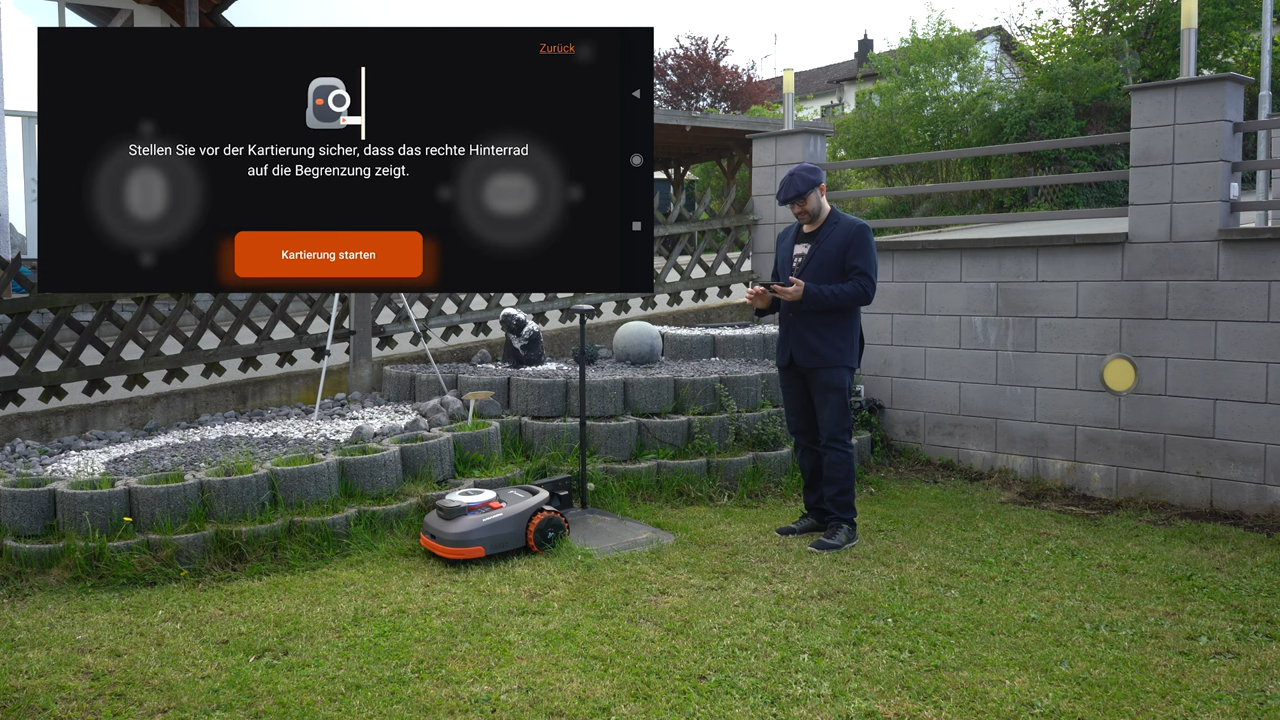 Zurück
Stellen Sie vor der Kartierung sicher, dass das rechte Hinterrad
auf die Begrenzung zeigt.
Kartierung starten